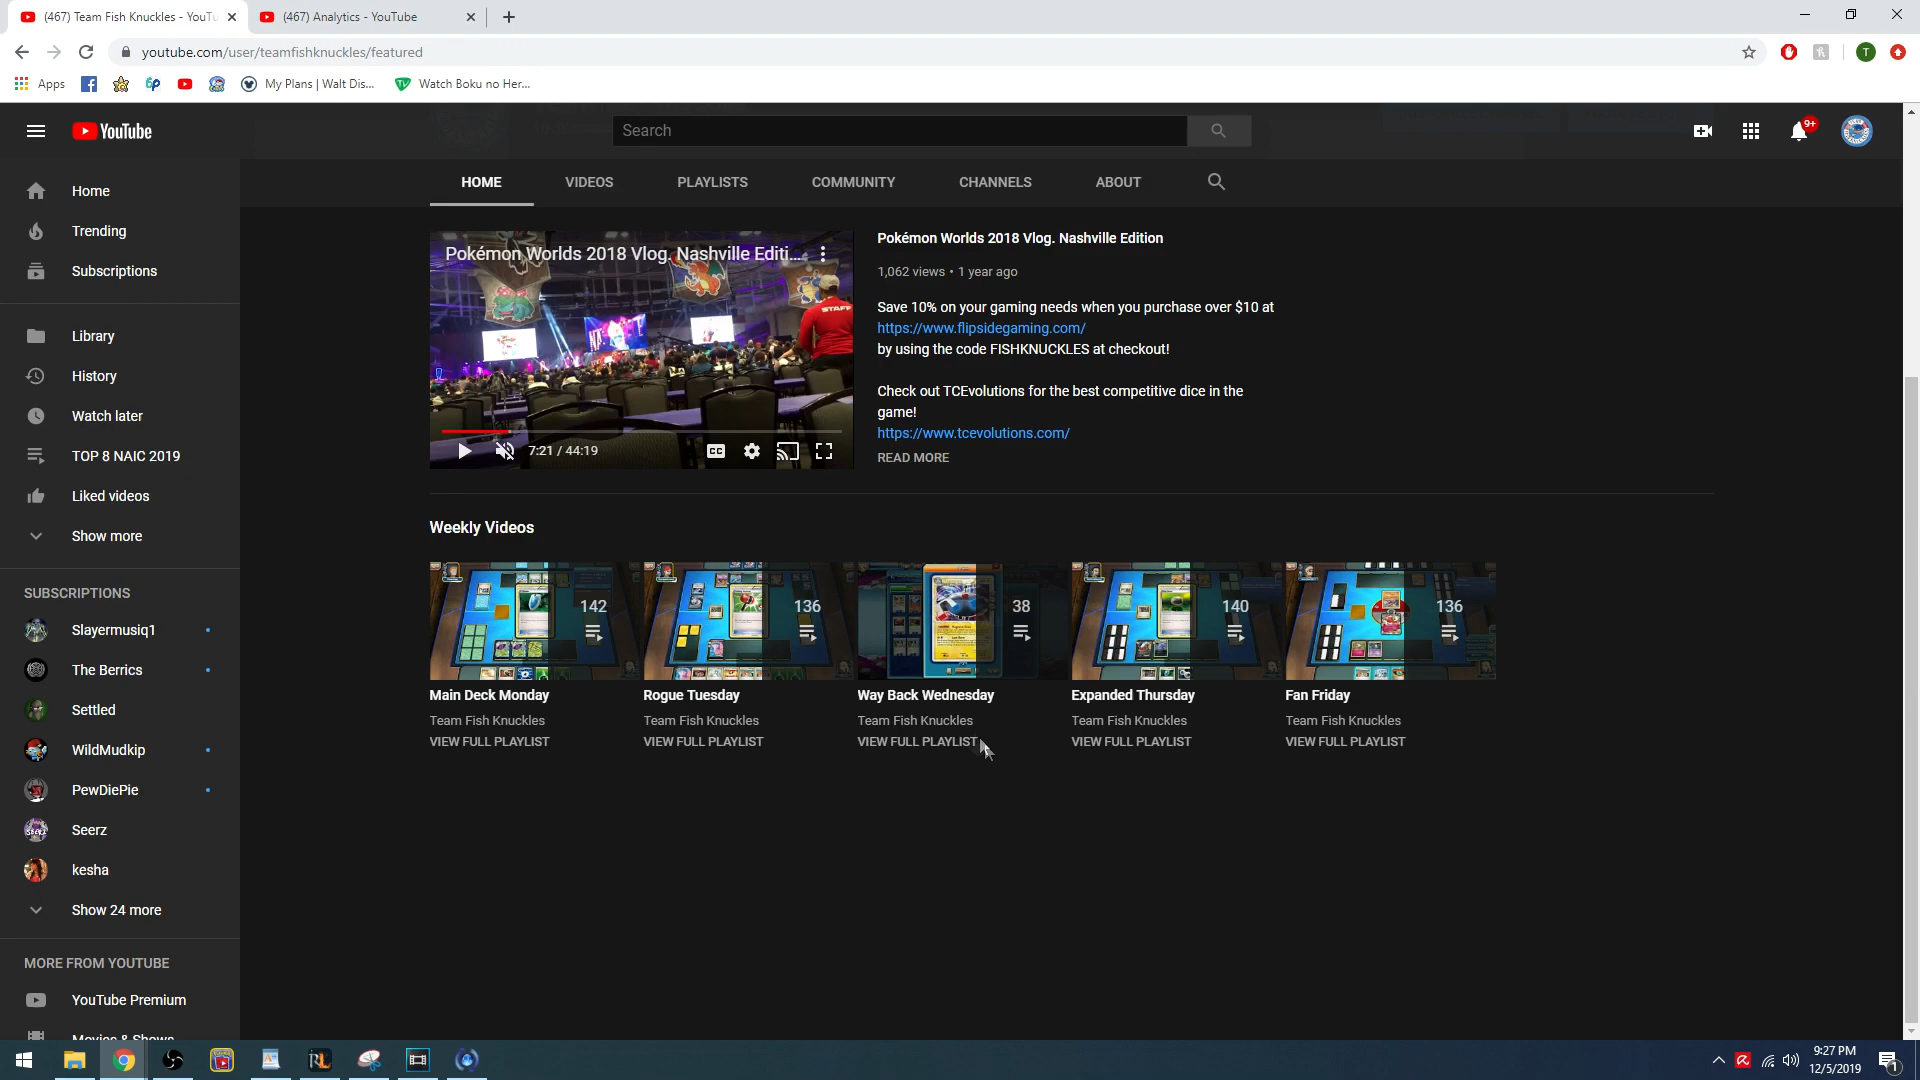 (467) Team Fish Knuckles - YouTu
(467) Analytics - YouTube
youtube.com/user/teamfishknuckles/featured
Apps
My Plans | Walt Dis...
Watch Boku no Her...
YouTube
Search
9+
Home
Trending
Subscriptions
Library
History
Watch later
TOP 8 NAIC 2019
Liked videos
Show more
SUBSCRIPTIONS
Slayermusiq1
The Berrics
Settled
WildMudkip
PewDiePie
Seerz
kesha
Show 24 more
MORE FROM YOUTUBE
YouTube Premium
Movies & Shows
HOME
VIDEOS
PLAYLISTS
COMMUNITY
CHANNELS
ABOUT
Pokémon Worlds 2018 Vlog. Nashville Editi...
STAFF
7:21 / 44:19
CC
Pokémon Worlds 2018 Vlog. Nashville Edition
1,062 views • 1 year ago
Save 10% on your gaming needs when you purchase over $10 at
https://www.flipsidegaming.com/
by using the code FISHKNUCKLES at checkout!
Check out TCEvolutions for the best competitive dice in the
game!
https://www.tcevolutions.com/
READ MORE
Weekly Videos
142
136
38
140
136
Main Deck Monday
Rogue Tuesday
Way Back Wednesday
Expanded Thursday
Fan Friday
Team Fish Knuckles
Team Fish Knuckles
Team Fish Knuckles
Team Fish Knuckles
Team Fish Knuckles
VIEW FULL PLAYLIST
VIEW FULL PLAYLIST
VIEW FULL PLAYLIST
VIEW FULL PLAYLIST
VIEW FULL PLAYLIST
9:27 PM
12/5/2019
1